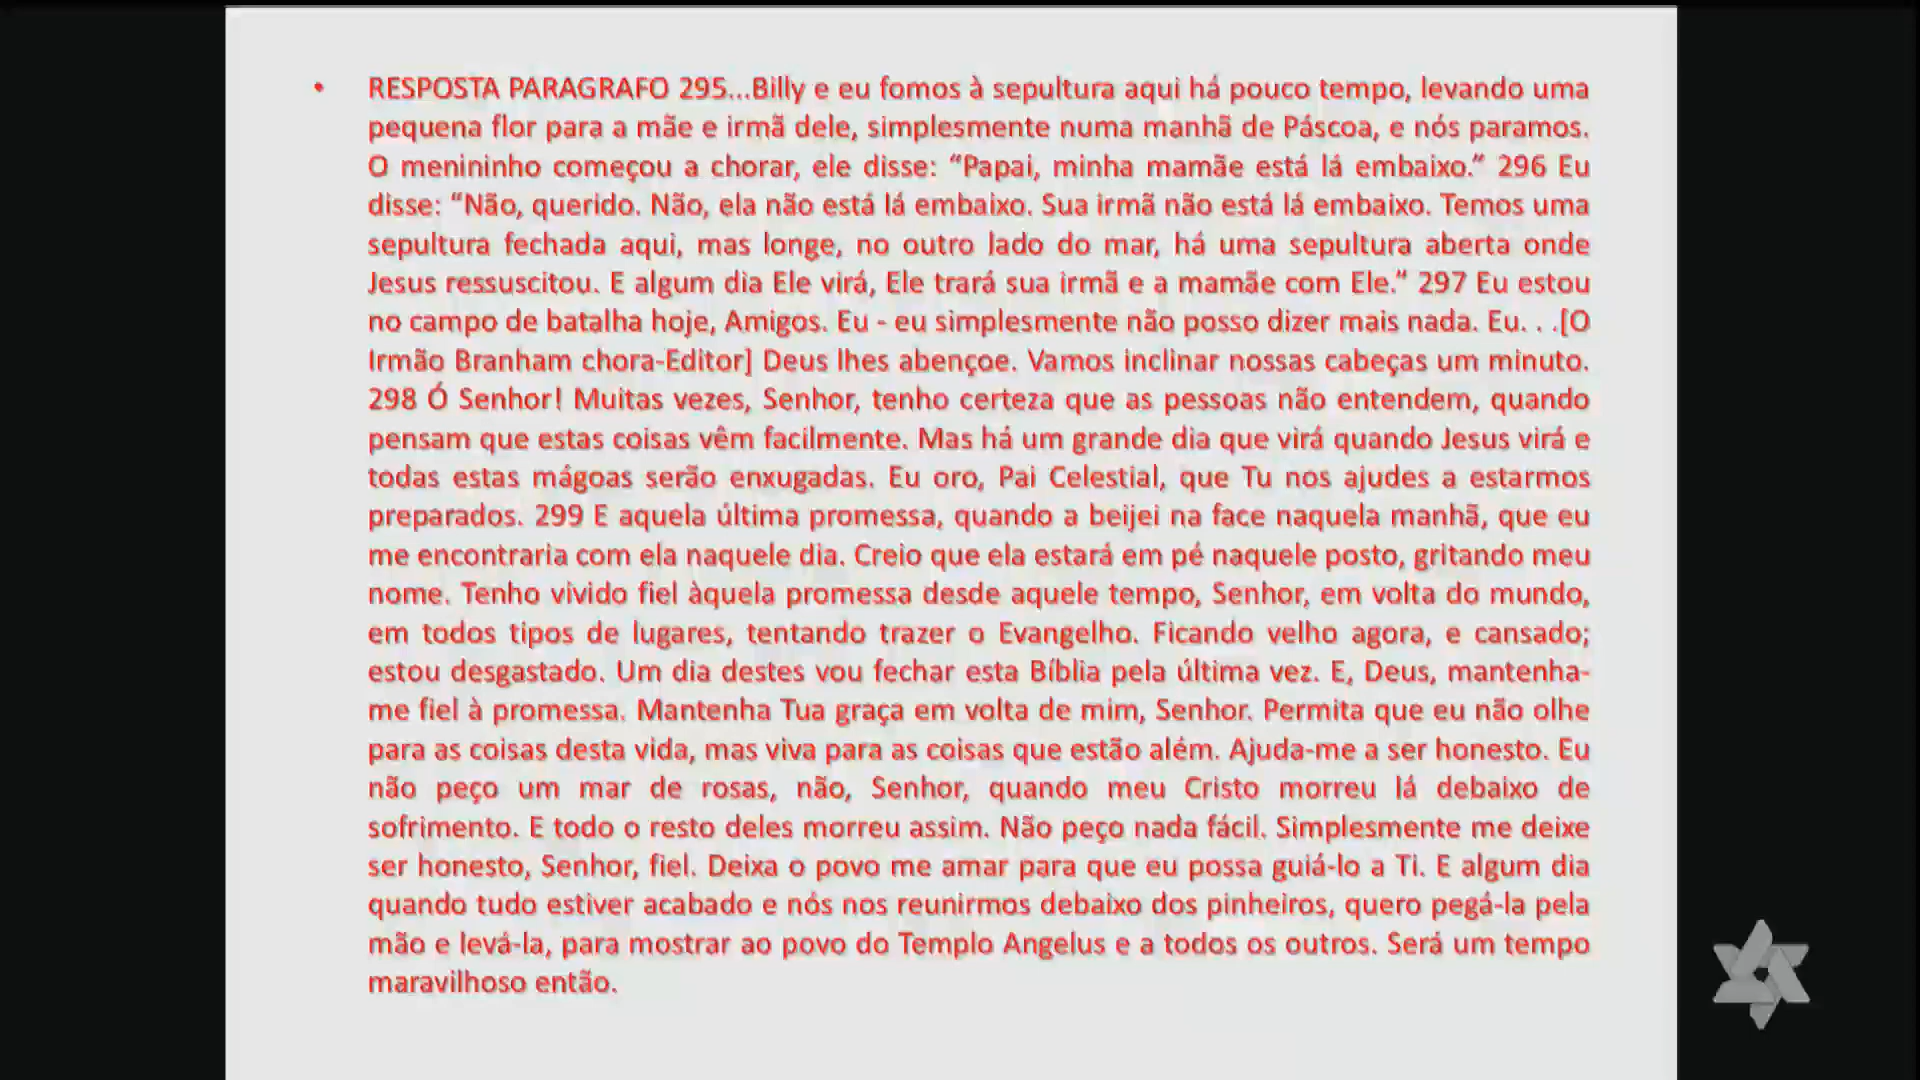 • RESPOSTA PARAGRAFO 295...Billy e eu fomos à sepultura aqui há pouco tempo, levando uma
pequena flor para a mãe e irmã dele, simplesmente numa manhã de Páscoa, e nós paramos.
O menininho começou a chorar, ele disse: “Papai, minha mamãe está lá embaixo.” 296 Eu
disse: “Não, querido. Não, ela não está lá embaixo. Sua irmã não está lá embaixo. Temos uma
sepultura fechada aqui, mas longe, no outro lado do mar, há uma sepultura aberta onde
Jesus ressuscitou. E algum dia Ele virá, Ele trará sua irmã e a mamãe com Ele.” 297 Eu estou
no campo de batalha hoje, Amigos. Eu - eu simplesmente não posso dizer mais nada. Eu. . .[O
Irmão Branham chora-Editor] Deus lhes abençoe. Vamos inclinar nossas cabeças um minuto.
298 Ó Senhor! Muitas vezes, Senhor, tenho certeza que as pessoas não entendem, quando
pensam que estas coisas vêm facilmente. Mas há um grande dia que virá quando Jesus virá e
todas estas mágoas serão enxugadas. Eu oro, Pai Celestial, que Tu nos ajudes a estarmos
preparados. 299 E aquela última promessa, quando a beijei na face naquela manhã, que eu
me encontraria com ela naquele dia. Creio que ela estará em pé naquele posto, gritando meu
nome. Tenho vivido fiel àquela promessa desde aquele tempo, Senhor, em volta do mundo,
em todos tipos de lugares, tentando trazer o Evangelho. Ficando velho agora, e cansado;
estou desgastado. Um dia destes vou fechar esta Bíblia pela última vez. E, Deus, mantenha-
me fiel à promessa. Mantenha Tua graça em volta de mim, Senhor. Permita que eu não olhe
para as coisas desta vida, mas viva para as coisas que estão além. Ajuda-me a ser honesto. Eu
não peço um mar de rosas, não, Senhor, quando meu Cristo morreu lá debaixo de
sofrimento. E todo o resto deles morreu assim. Não peço nada fácil. Simplesmente me deixe
ser honesto, Senhor, fiel. Deixa o povo me amar para que eu possa guiá-lo a Ti. E algum dia
quando tudo estiver acabado e nós nos reunirmos debaixo dos pinheiros, quero pegá-la pela
mão e levá-la, para mostrar ao povo do Templo Angelus e a todos os outros. Será um tempo
maravilhoso então.